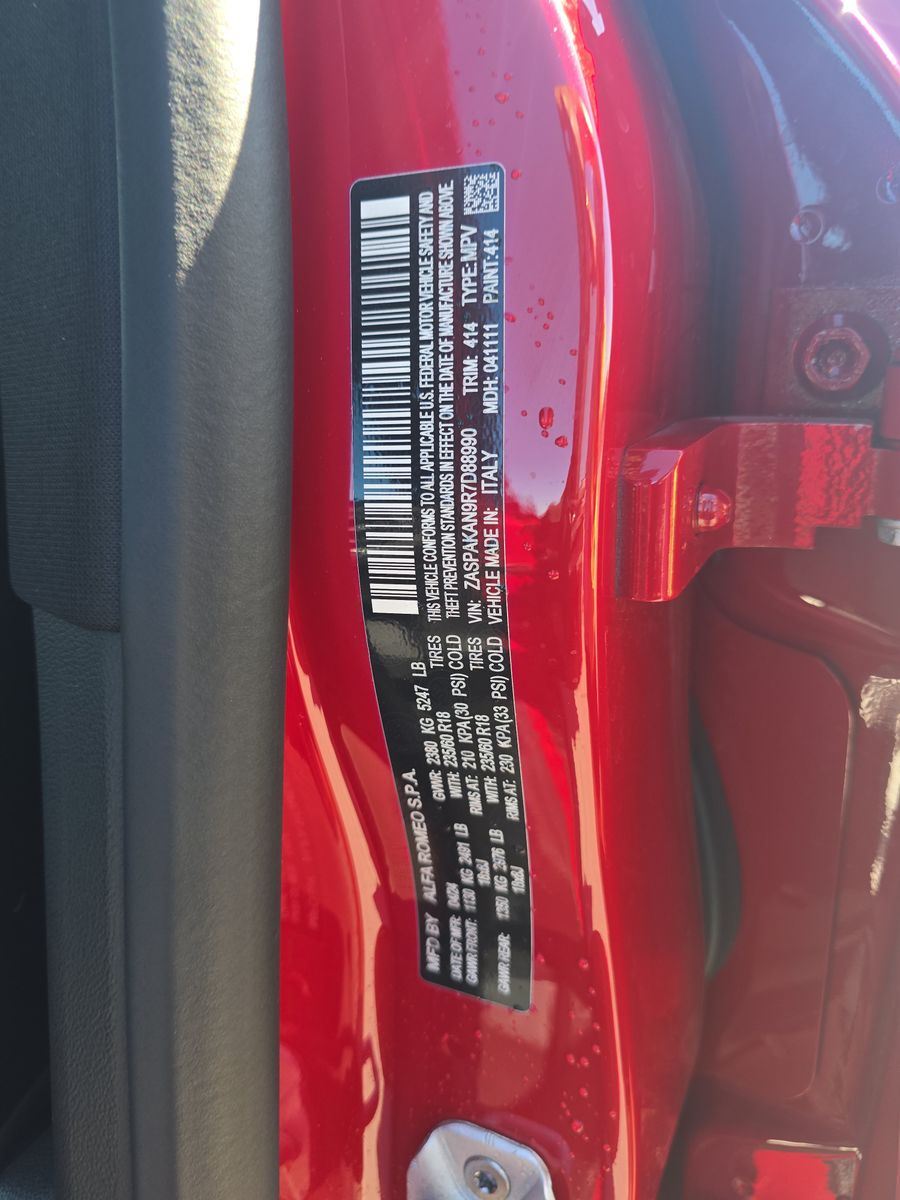 MFD BY ALFA ROMEO S.P.A.
DATE OF MFR: 04/24 GVWR: 2380 KG 5247 LB
GAWR FRONT: 1130 KG 2491 LB WITH: 235/60 R18 TIRES
18x8J RIMS AT: 210 KPA(30 PSI) COLD
GAWR REAR: 1350 KG 2976 LB WITH: 235/60 R18 TIRES
18x8J RIMS AT: 230 KPA(33 PSI) COLD
THIS VEHICLE CONFORMS TO ALL APPLICABLE U.S. FEDERAL MOTOR VEHICLE SAFETY AND
THEFT PREVENTION STANDARDS IN EFFECT ON THE DATE OF MANUFACTURE SHOWN ABOVE
VIN: ZASPAKAN9R7D88990 TRIM: 414 TYPE:MPV
VEHICLE MADE IN: ITALY MDH: 041111 PAINT:414